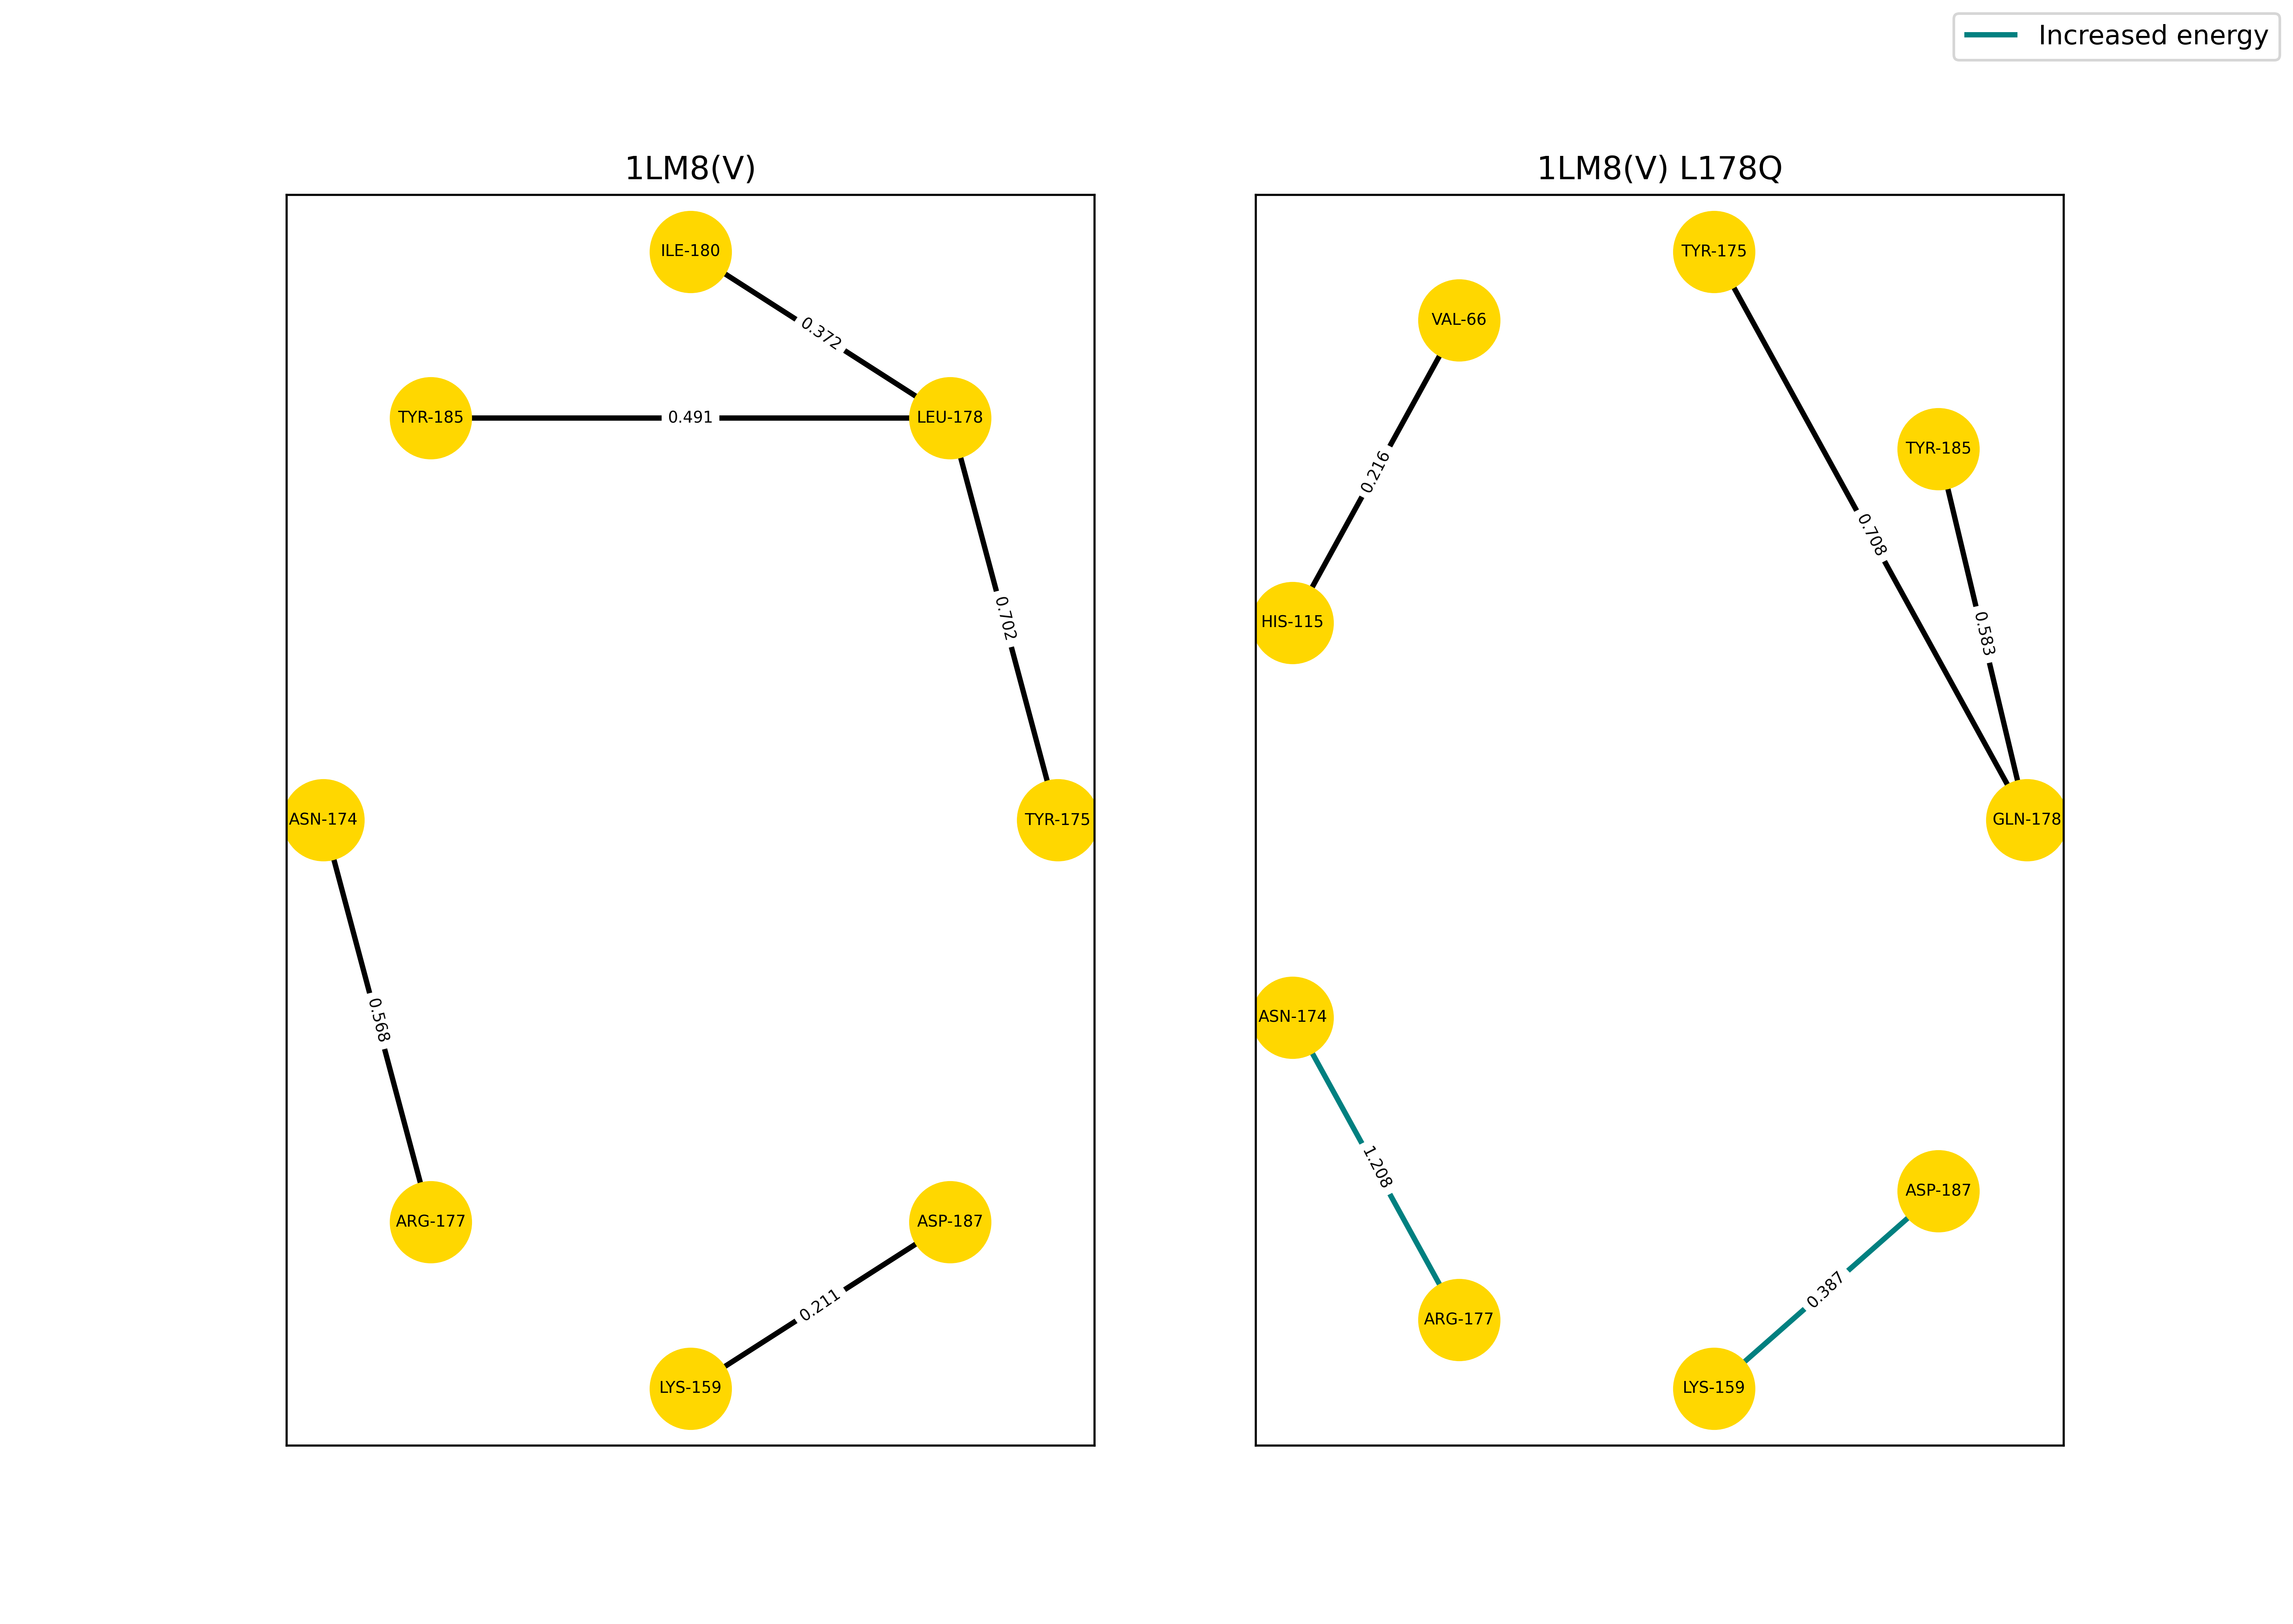 Increased energy
1LM8(V)
ILE-180
0.372
TYR-185
0.491
LEU-178
0.702
ASN-174
TYR-175
0.568
ARG-177
ASP-187
0.211
LYS-159
1LM8(V) L178Q
TYR-175
VAL-66
TYR-185
0.216
0.708
HIS-115
0.583
GLN-178
ASN-174
1.208
ASP-187
0.387
ARG-177
LYS-159